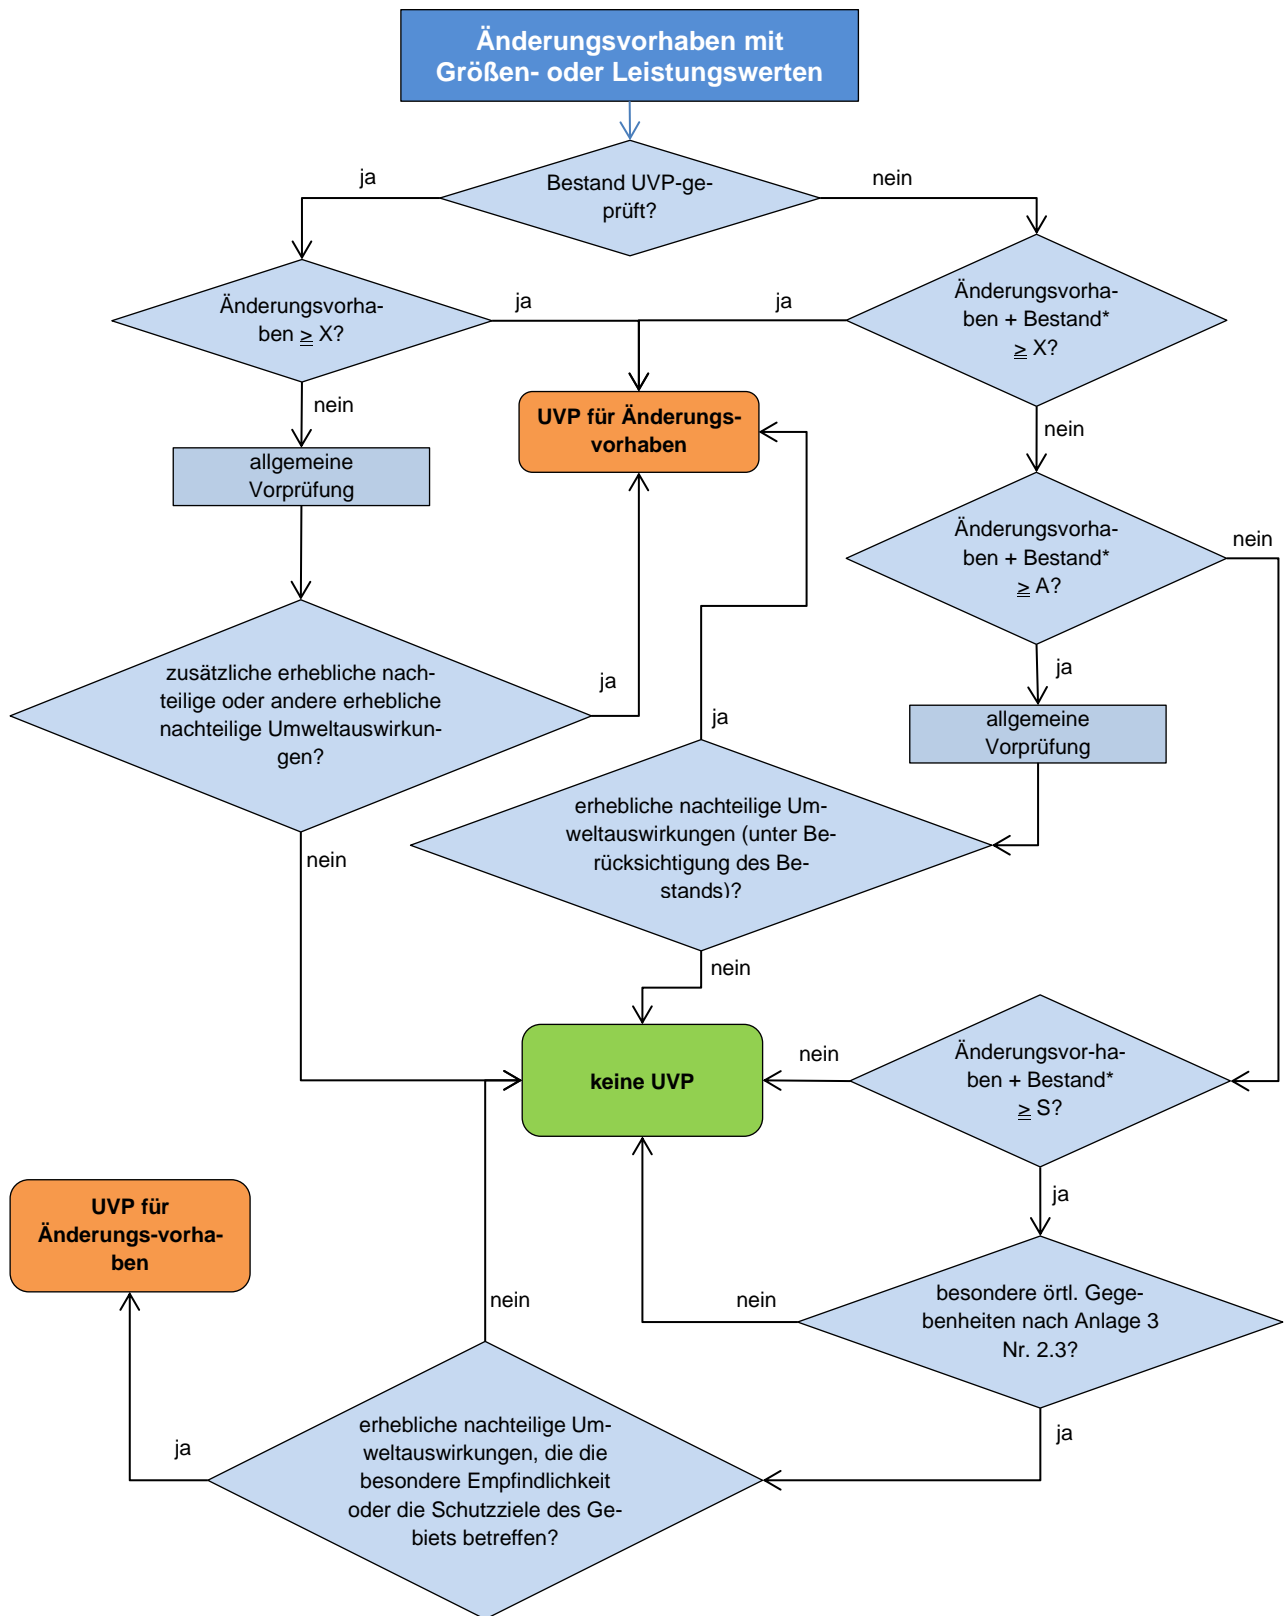 Änderungsvorhaben mit
Größen- oder Leistungswerten
ja
Bestand UVP-ge-
prüft?
nein
Änderungsvorha-
ben ≧ X?
ja
ja
Änderungsvorha-
ben + Bestand*
≧ X?
nein
UVP für Änderungs-
vorhaben
nein
allgemeine
Vorprüfung
Änderungsvorha-
ben + Bestand*
≧ A?
nein
zusätzliche erhebliche nach-
teilige oder andere erhebliche
nachteilige Umweltauswirkun-
gen?
ja
ja
ja
allgemeine
Vorprüfung
erhebliche nachteilige Um-
weltauswirkungen (unter Be-
rücksichtigung des Be-
stands)?
nein
nein
keine UVP
nein
Änderungsvor-ha-
ben + Bestand*
≧ S?
ja
UVP für
Änderungs-vorha-
ben
nein
nein
besondere örtl. Gege-
benheiten nach Anlage 3
Nr. 2.3?
ja
ja
erhebliche nachteilige Um-
weltauswirkungen, die die
besondere Empfindlichkeit
oder die Schutzziele des Ge-
biets betreffen?